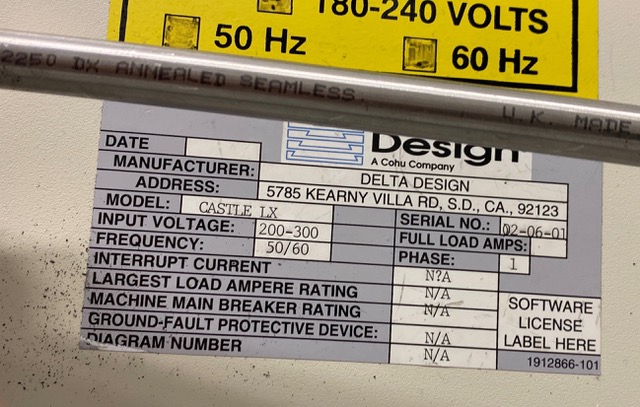 180-240 VOLTS
50 Hz
60 Hz
2250 DX ANNEALED SEAMLESS. U.K. MADE
Design
A Cohu Company
DATE
MANUFACTURER: DELTA DESIGN
ADDRESS: 5785 KEARNY VILLA RD, S.D., CA., 92123
MODEL: CASTLE LX SERIAL NO.: 02-06-01
INPUT VOLTAGE: 200-300 FULL LOAD AMPS:
FREQUENCY: 50/60 PHASE: 1
INTERRUPT CURRENT N?A
LARGEST LOAD AMPERE RATING N/A
MACHINE MAIN BREAKER RATING N/A
GROUND-FAULT PROTECTIVE DEVICE: N/A
DIAGRAM NUMBER N/A
SOFTWARE
LICENSE
LABEL HERE
1912866-101